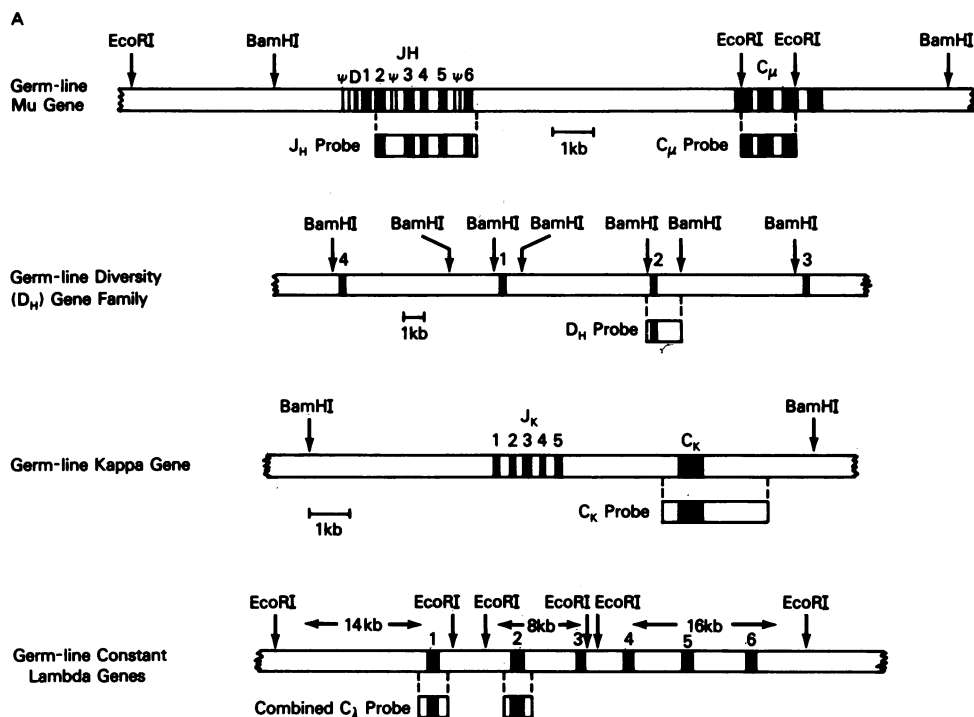 A
EcoRI BamHI JH EcoRI EcoRI BamHI
Cμ
ψ D 1 2 ψ 3 4 5 ψ 6
Germ-line
Mu Gene
JH Probe 1kb Cμ Probe
BamHI BamHI BamHI BamHI BamHI BamHI BamHI
4 1 2 3
Germ-line Diversity
(DH) Gene Family
1kb DH Probe
BamHI JK BamHI
1 2 3 4 5 CK
Germ-line Kappa Gene
1kb CK Probe
EcoRI EcoRI EcoRI EcoRI EcoRI EcoRI
14kb 8kb 16kb
1 2 3 4 5 6
Germ-line Constant
Lambda Genes
Combined Cλ Probe